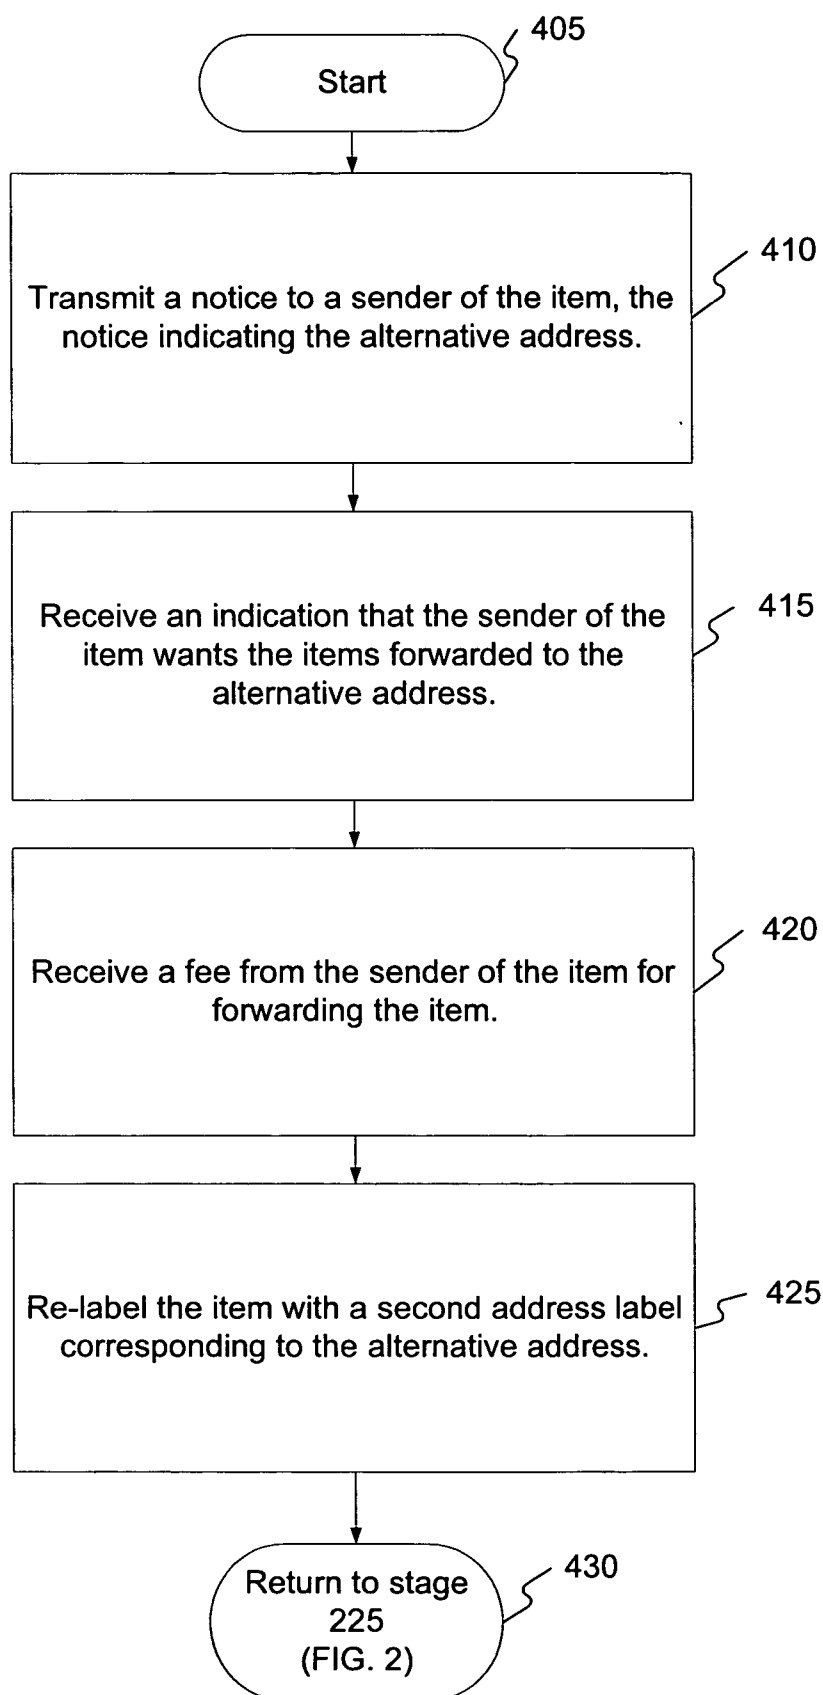 405
Start
410
Transmit a notice to a sender of the item, the
notice indicating the alternative address.
415
Receive an indication that the sender of the
item wants the items forwarded to the
alternative address.
420
Receive a fee from the sender of the item for
forwarding the item.
425
Re-label the item with a second address label
corresponding to the alternative address.
430
Return to stage
225
(FIG. 2)